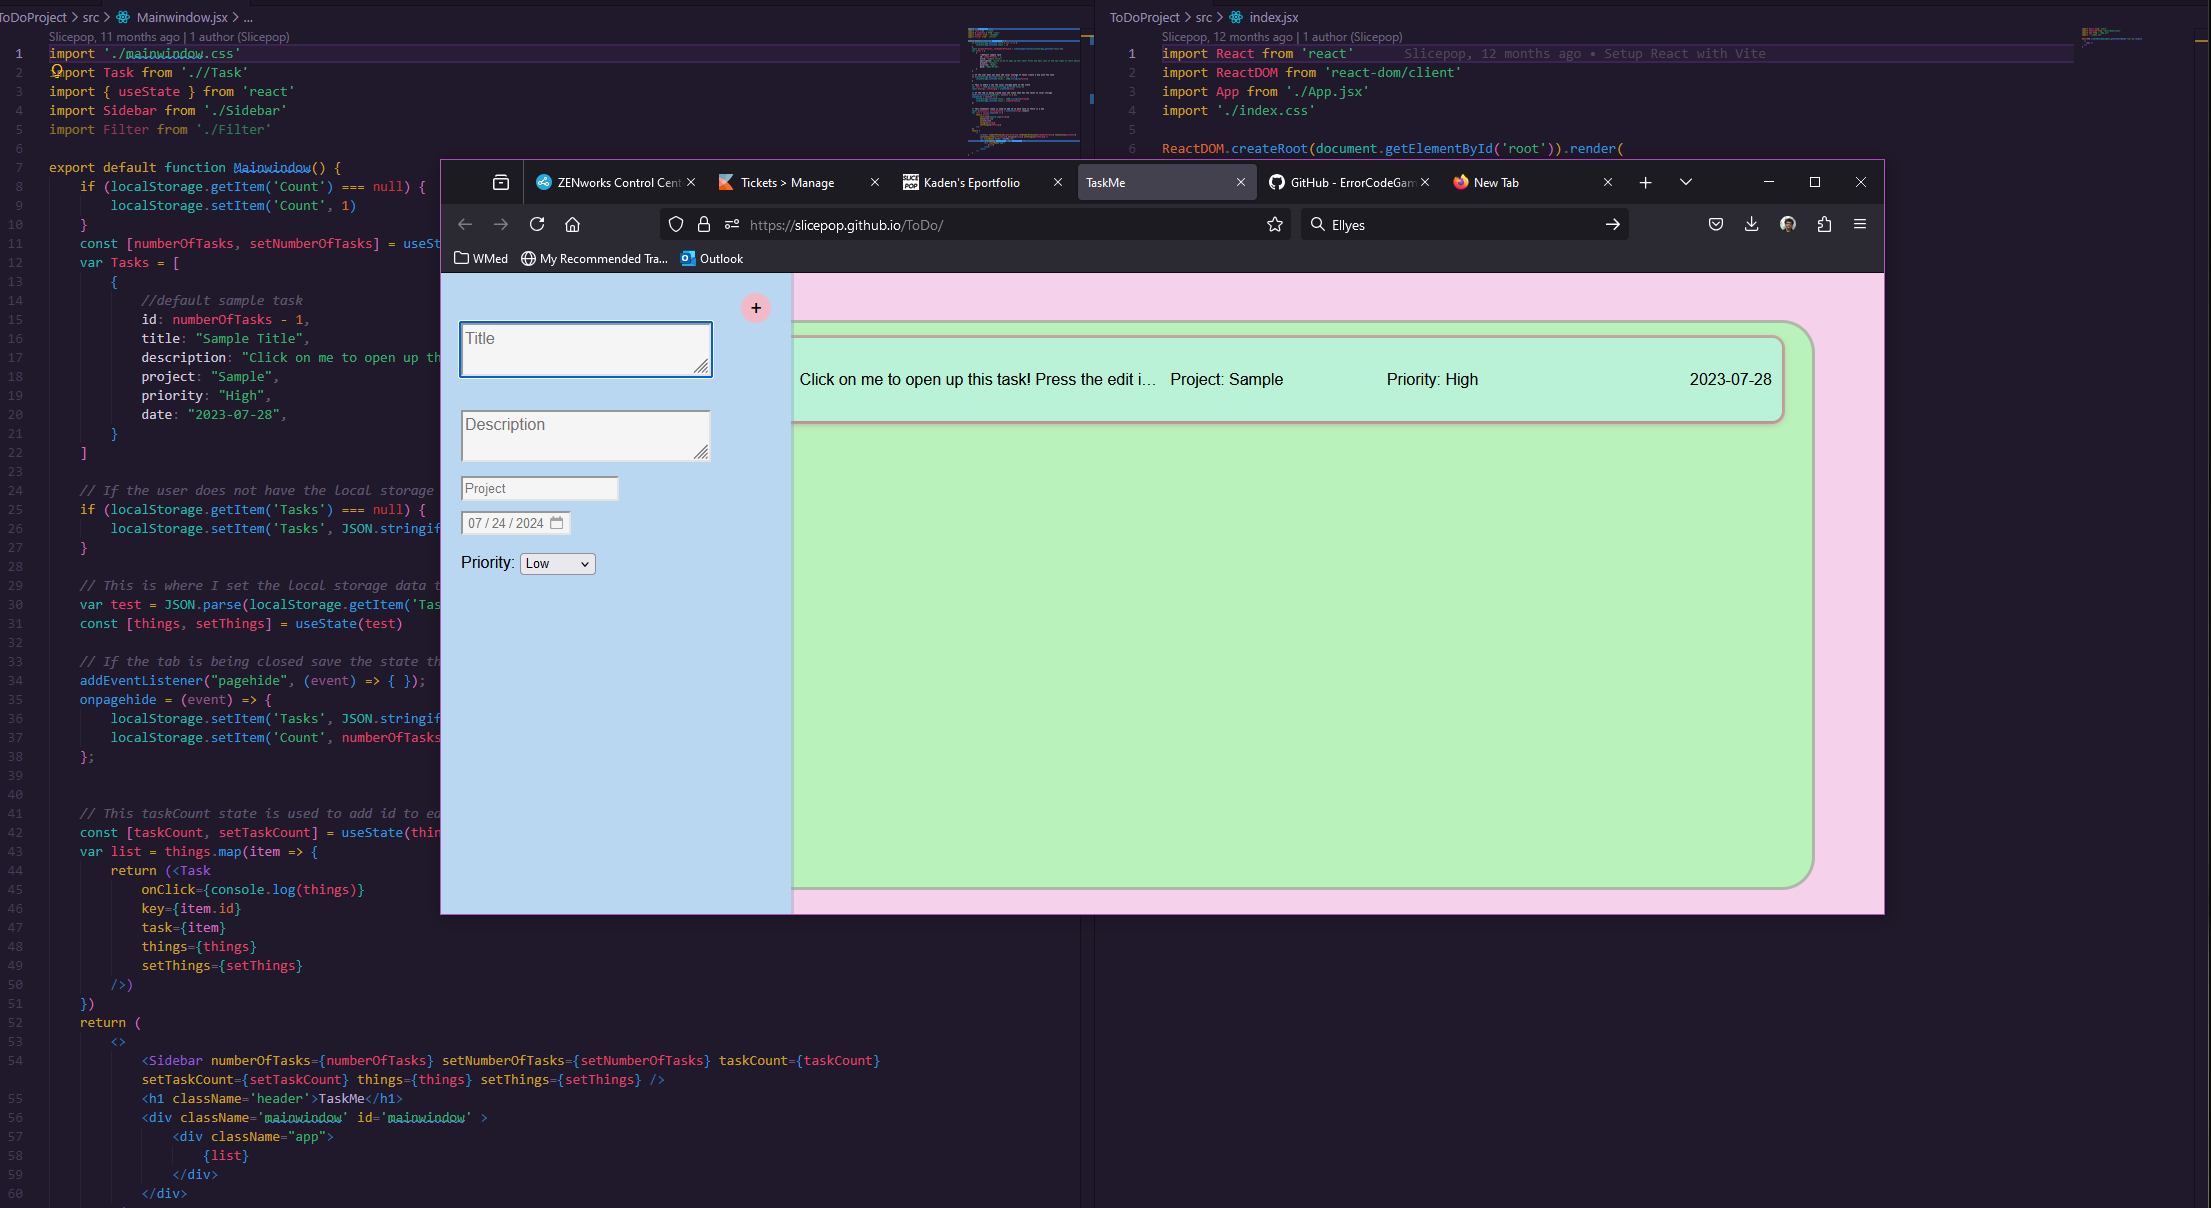 ToDoProject > src > Mainwindow.jsx > ...
Slicepop, 11 months ago | 1 author (Slicepop)
1 import './mainwindow.css'
2 import Task from './/Task'
3 import { useState } from 'react'
4 import Sidebar from './Sidebar'
5 import Filter from './Filter'
6
7 export default function Mainwindow() {
8 if (localStorage.getItem('Count') === null) {
9 localStorage.setItem('Count', 1)
10 }
11 const [numberOfTasks, setNumberOfTasks] = useSt
12 var Tasks = [
13 {
14 //default sample task
15 id: numberOfTasks - 1,
16 title: "Sample Title",
17 description: "Click on me to open up th
18 project: "Sample",
19 priority: "High",
20 date: "2023-07-28",
21 }
22 ]
23
24 // If the user does not have the local storage
25 if (localStorage.getItem('Tasks') === null) {
26 localStorage.setItem('Tasks', JSON.stringif
27 }
28
29 // This is where I set the local storage data t
30 var test = JSON.parse(localStorage.getItem('Tas
31 const [things, setThings] = useState(test)
32
33 // If the tab is being closed save the state th
34 addEventListener("pagehide", (event) => { });
35 onpagehide = (event) => {
36 localStorage.setItem('Tasks', JSON.stringif
37 localStorage.setItem('Count', numberOfTasks
38 };
39
40
41 // This taskCount state is used to add id to ea
42 const [taskCount, setTaskCount] = useState(thin
43 var list = things.map(item => {
44 return (<Task
45 onClick={console.log(things)}
46 key={item.id}
47 task={item}
48 things={things}
49 setThings={setThings}
50 />)
51 })
52 return (
53 <>
54 <Sidebar numberOfTasks={numberOfTasks} setNumberOfTasks={setNumberOfTasks} taskCount={taskCount}
setTaskCount={setTaskCount} things={things} setThings={setThings} />
55 <h1 className='header'>TaskMe</h1>
56 <div className='mainwindow' id='mainwindow' >
57 <div className="app">
58 {list}
59 </div>
60 </div>
ToDoProject > src > index.jsx
Slicepop, 12 months ago | 1 author (Slicepop)
1 import React from 'react' Slicepop, 12 months ago • Setup React with Vite
2 import ReactDOM from 'react-dom/client'
3 import App from './App.jsx'
4 import './index.css'
5
6 ReactDOM.createRoot(document.getElementById('root')).render(
ZENworks Control Cent
Tickets > Manage
Kaden's Eportfolio
TaskMe
GitHub - ErrorCodeGam
New Tab
https://slicepop.github.io/ToDo/
Ellyes
WMed
My Recommended Tra...
Outlook
+
Title
Description
Project
07 / 24 / 2024
Priority: Low
Click on me to open up this task! Press the edit i... Project: Sample Priority: High 2023-07-28